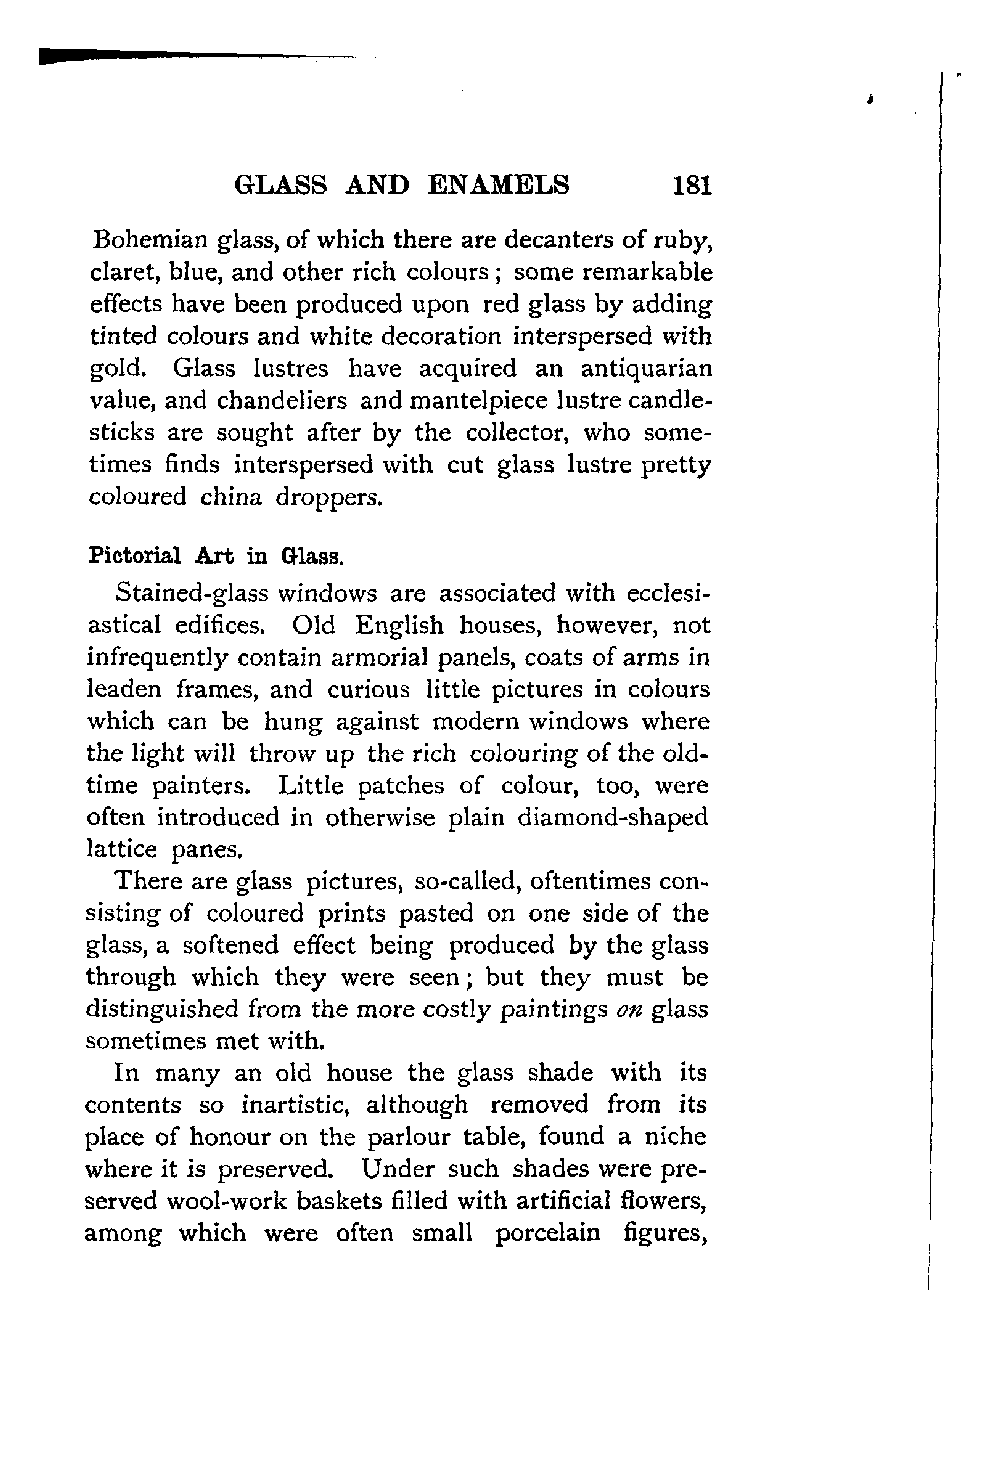 GLASS AND ENAMELS 181
Bohemian glass, of which there are decanters of ruby,
claret, blue, and other rich colours; some remarkable
effects have been produced upon red glass by adding
tinted colours and white decoration interspersed with
gold. Glass lustres have acquired an antiquarian
value, and chandeliers and mantelpiece lustre candle-
sticks are sought after by the collector, who some-
times finds interspersed with cut glass lustre pretty
coloured china droppers.
Pictorial Art in Glass.
Stained-glass windows are associated with ecclesi-
astical edifices. Old English houses, however, not
infrequently contain armorial panels, coats of arms in
leaden frames, and curious little pictures in colours
which can be hung against modern windows where
the light will throw up the rich colouring of the old-
time painters. Little patches of colour, too, were
often introduced in otherwise plain diamond-shaped
lattice panes.
There are glass pictures, so-called, oftentimes con-
sisting of coloured prints pasted on one side of the
glass, a softened effect being produced by the glass
through which they were seen; but they must be
distinguished from the more costly paintings on glass
sometimes met with.
In many an old house the glass shade with its
contents so inartistic, although removed from its
place of honour on the parlour table, found a niche
where it is preserved. Under such shades were pre-
served wool-work baskets filled with artificial flowers,
among which were often small porcelain figures,